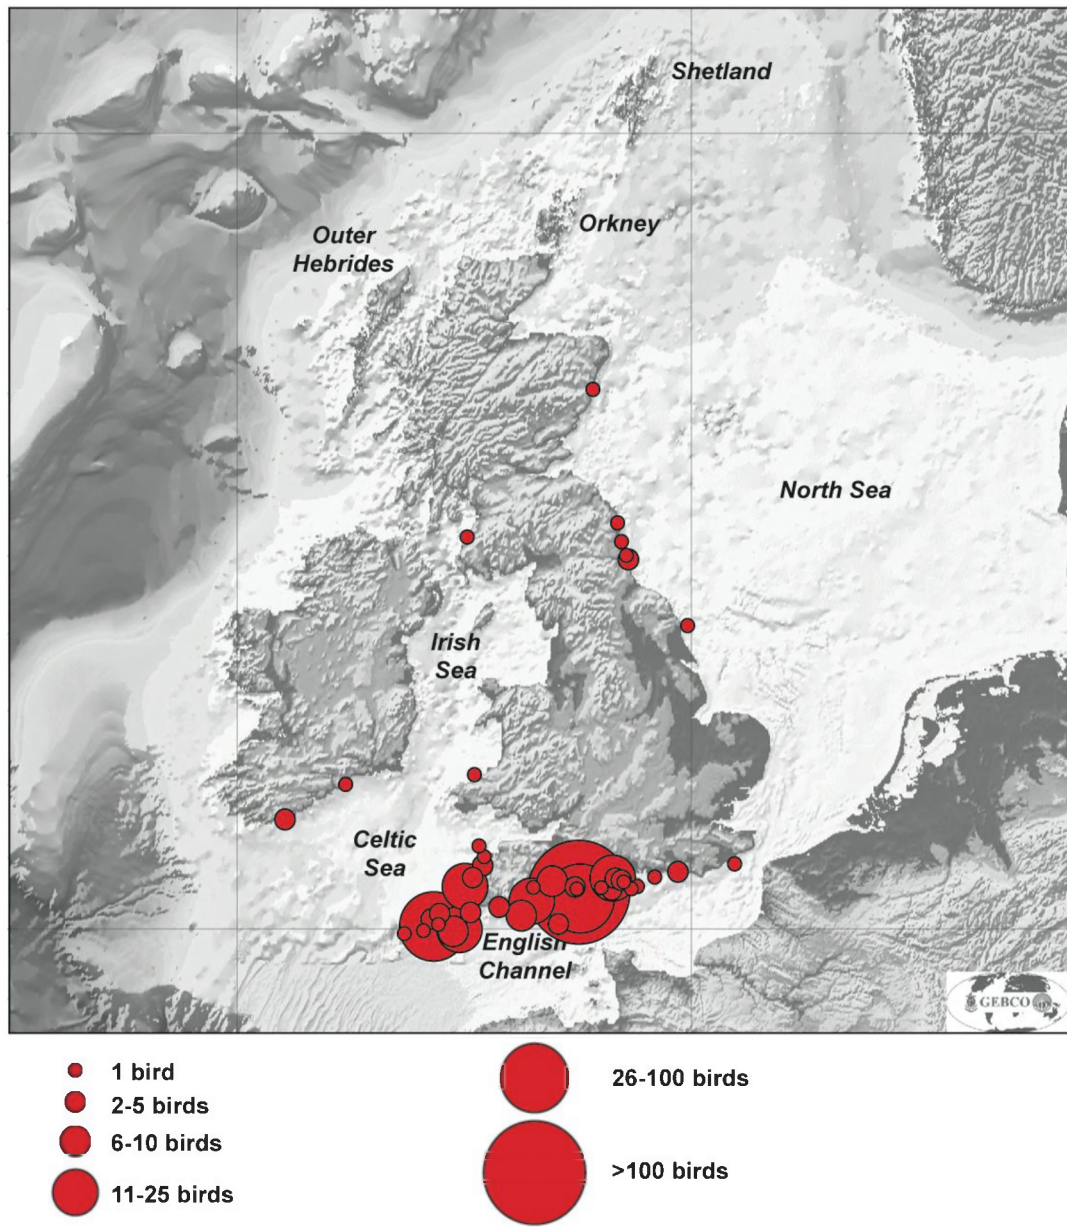 Shetland
Orkney
Outer
Hebrides
North Sea
Irish
Sea
Celtic
Sea
English
Channel
GEBCO
1 bird
2-5 birds
6-10 birds
11-25 birds
26-100 birds
>100 birds